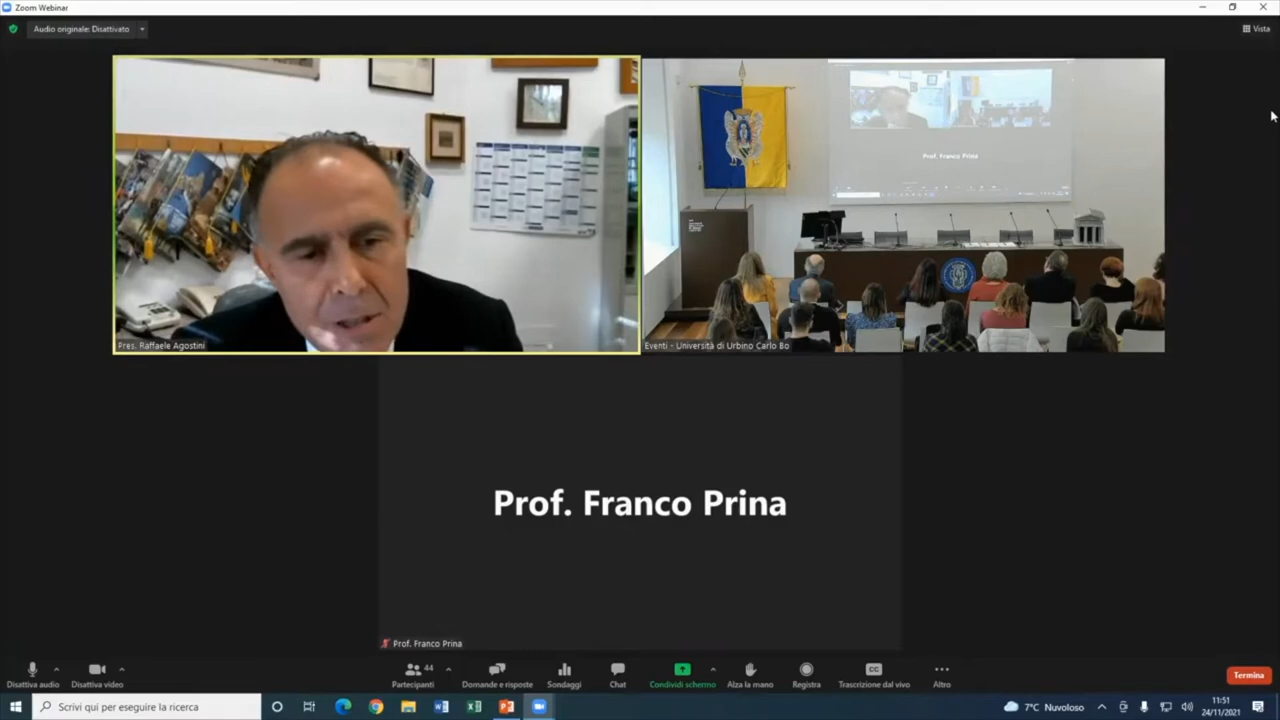 Zoom Webinar
Audio originale: Disattivato
Vista
Prof. Franco Prina
Pres. Raffaele Agostini
Eventi - Università di Urbino Carlo Bo
Prof. Franco Prina
Prof. Franco Prina
Disattiva audio
Disattiva video
44
Partecipanti
Domande e risposte
Sondaggi
Chat
Condividi schermo
Alza la mano
Registra
CC
Trascrizione dal vivo
Altro
Termina
Scrivi qui per eseguire la ricerca
7°C Nuvoloso
11:51
24/11/2021